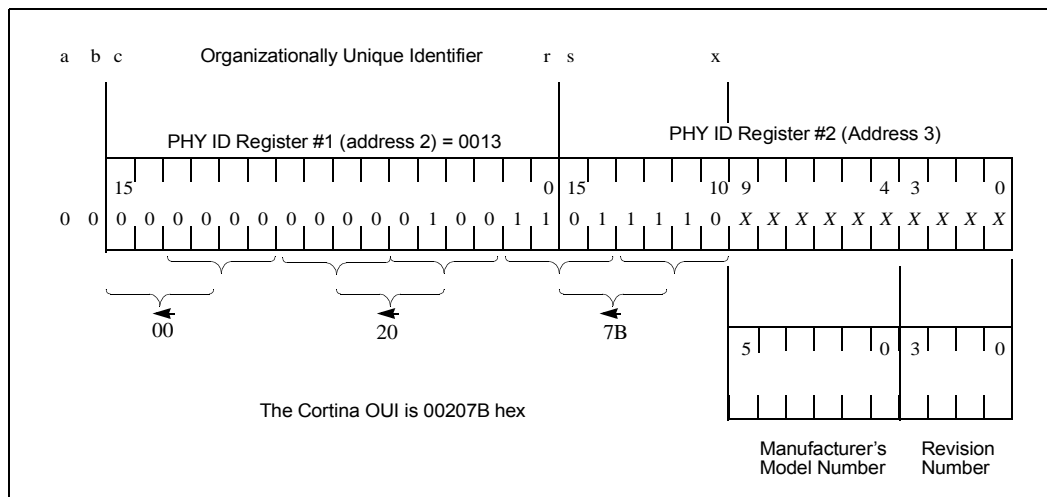 a b c Organizationally Unique Identifier r s x
PHY ID Register #1 (address 2) = 0013 PHY ID Register #2 (Address 3)
15 0 15 10 9 4 3 0
0 0 0 0 0 0 0 0 0 0 0 0 0 1 0 0 1 1 0 1 1 1 1 0 X X X X X X X X X X
00 20 7B
5 0 3 0
The Cortina OUI is 00207B hex
Manufacturer's Revision
Model Number Number